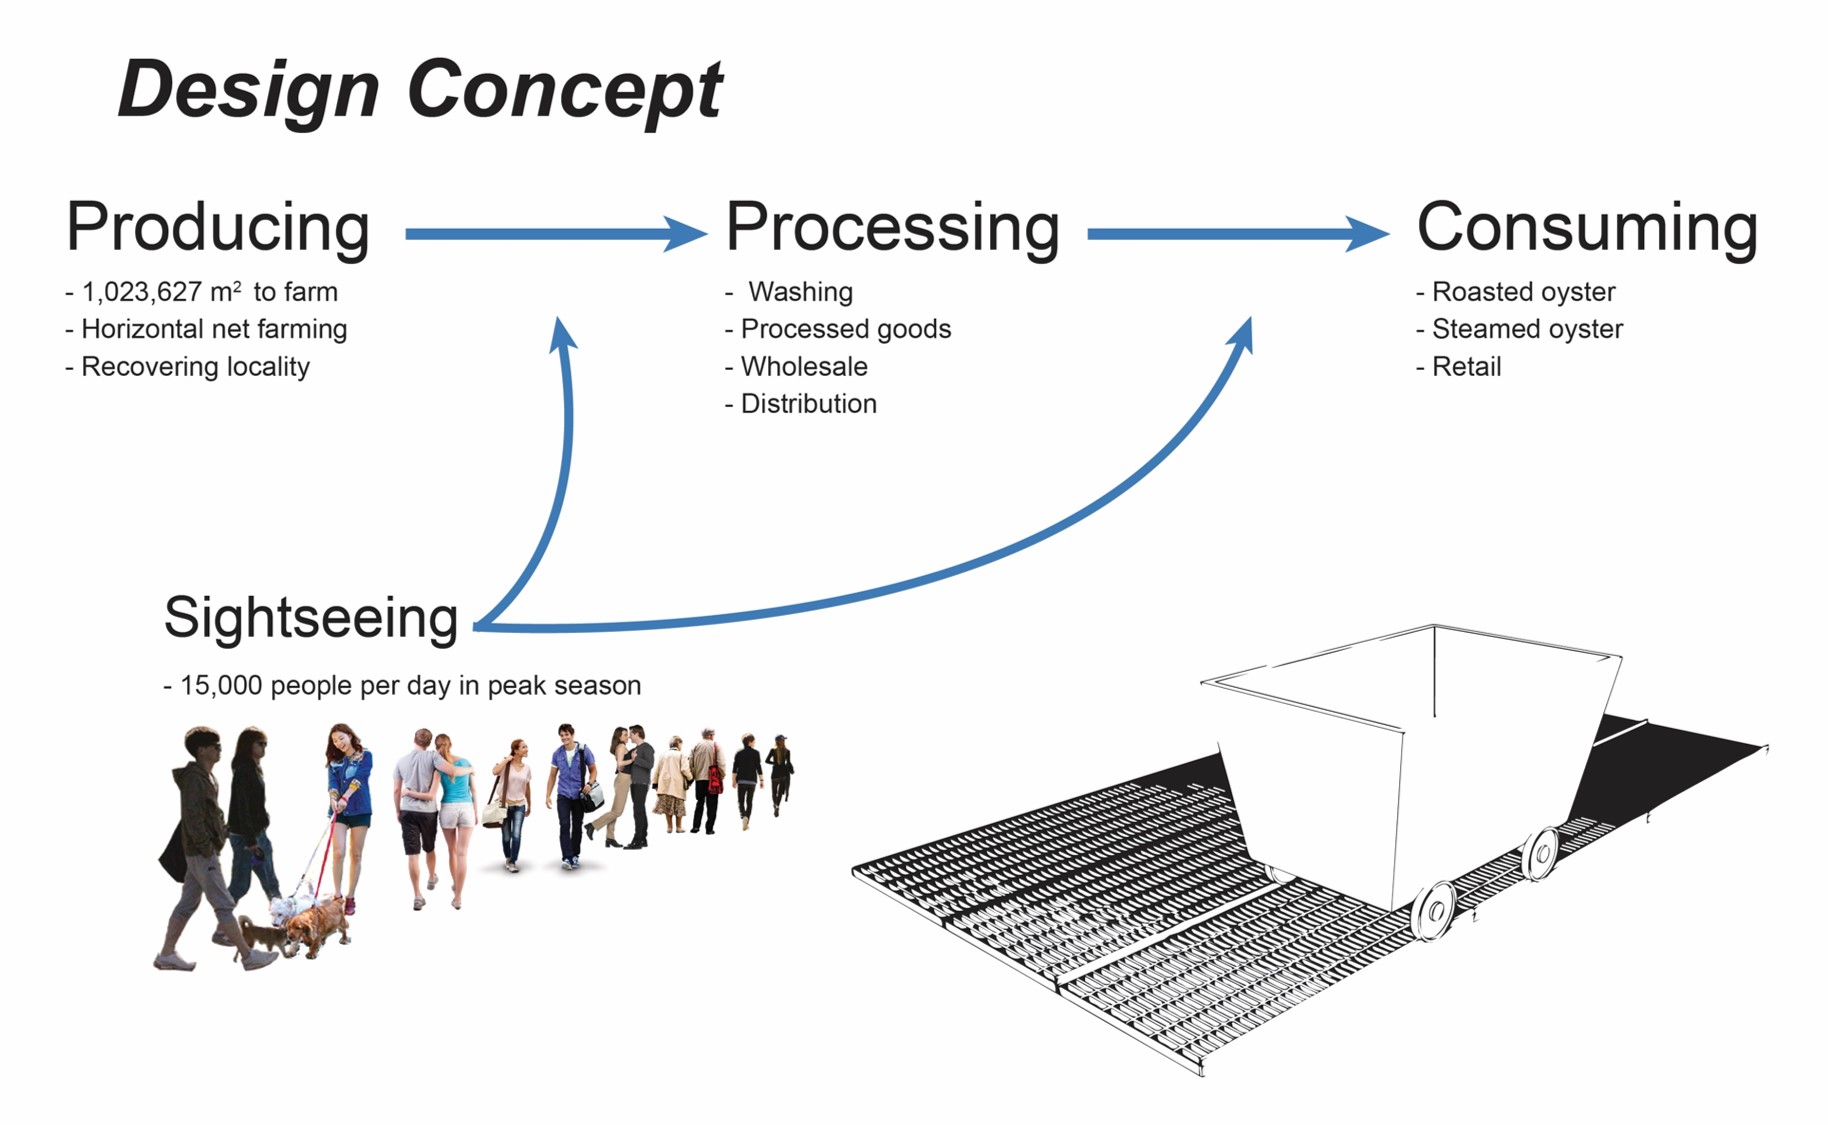 Design Concept
Producing
- 1,023,627 m² to farm
- Horizontal net farming
- Recovering locality
Processing
- Washing
- Processed goods
- Wholesale
- Distribution
Consuming
- Roasted oyster
- Steamed oyster
- Retail
Sightseeing
- 15,000 people per day in peak season